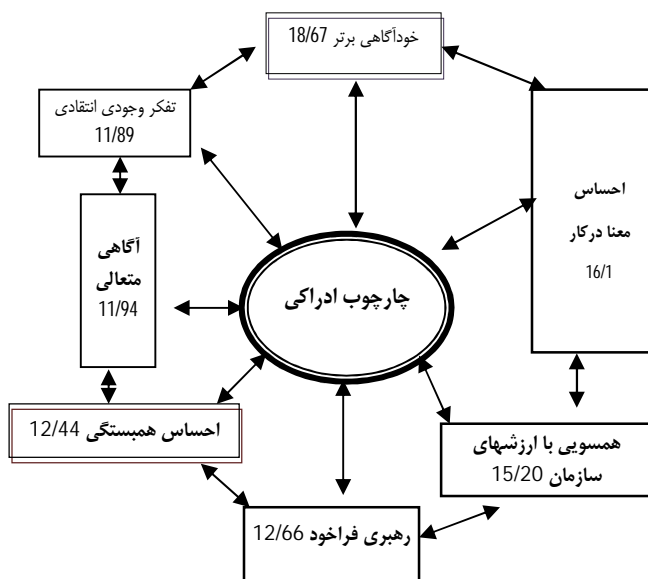 خودآگاهی برتر 18/67
تفکر وجودی انتقادی
11/89
احساس
معنا درکار
16/1
آگاهی
متعالی
11/94
چارچوب ادراکی
احساس همبستگی 12/44
همسویی با ارزشهای
سازمان 15/20
رهبری فراخود 12/66